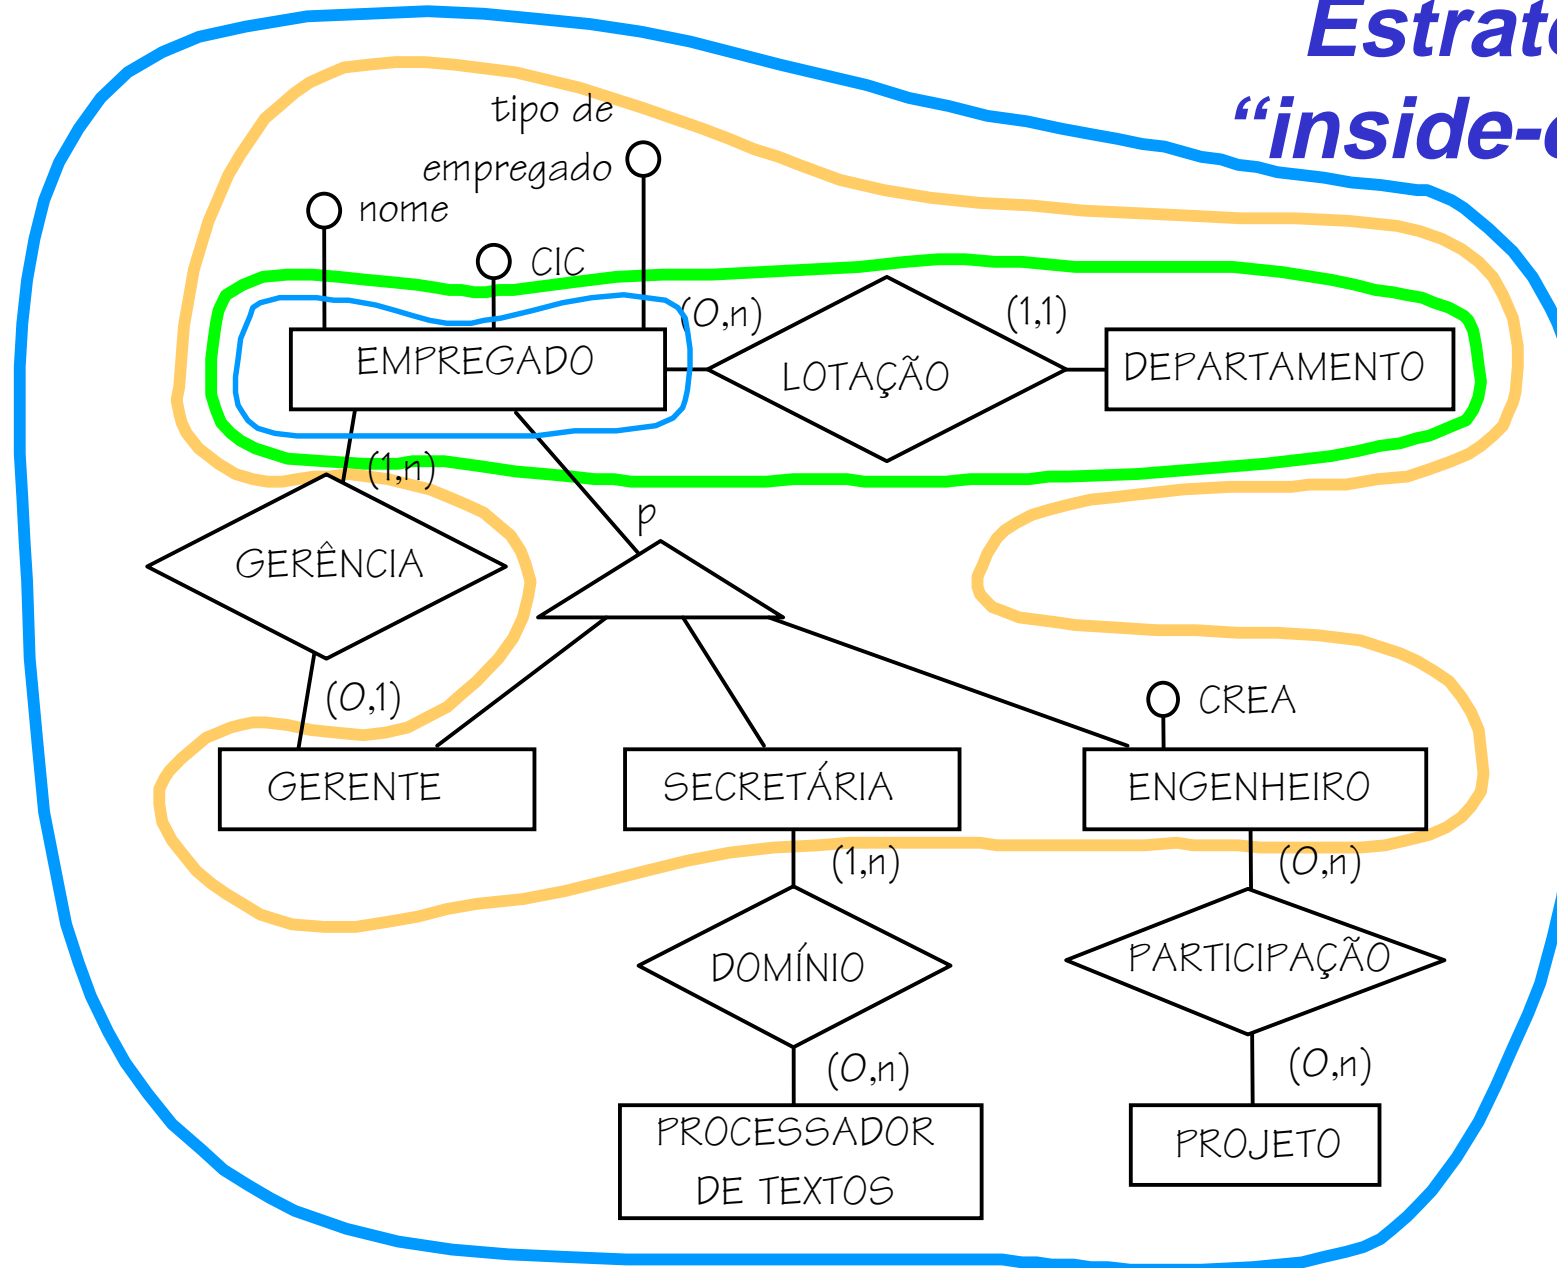 Estrat
“inside-
tipo de
empregado
nome
CIC
(0,n)
(1,1)
EMPREGADO
LOTAÇÃO
DEPARTAMENTO
(1,n)
p
GERÊNCIA
(0,1)
CREA
GERENTE
SECRETÁRIA
ENGENHEIRO
(1,n)
(0,n)
DOMÍNIO
PARTICIPAÇÃO
(0,n)
(0,n)
PROCESSADOR
DE TEXTOS
PROJETO